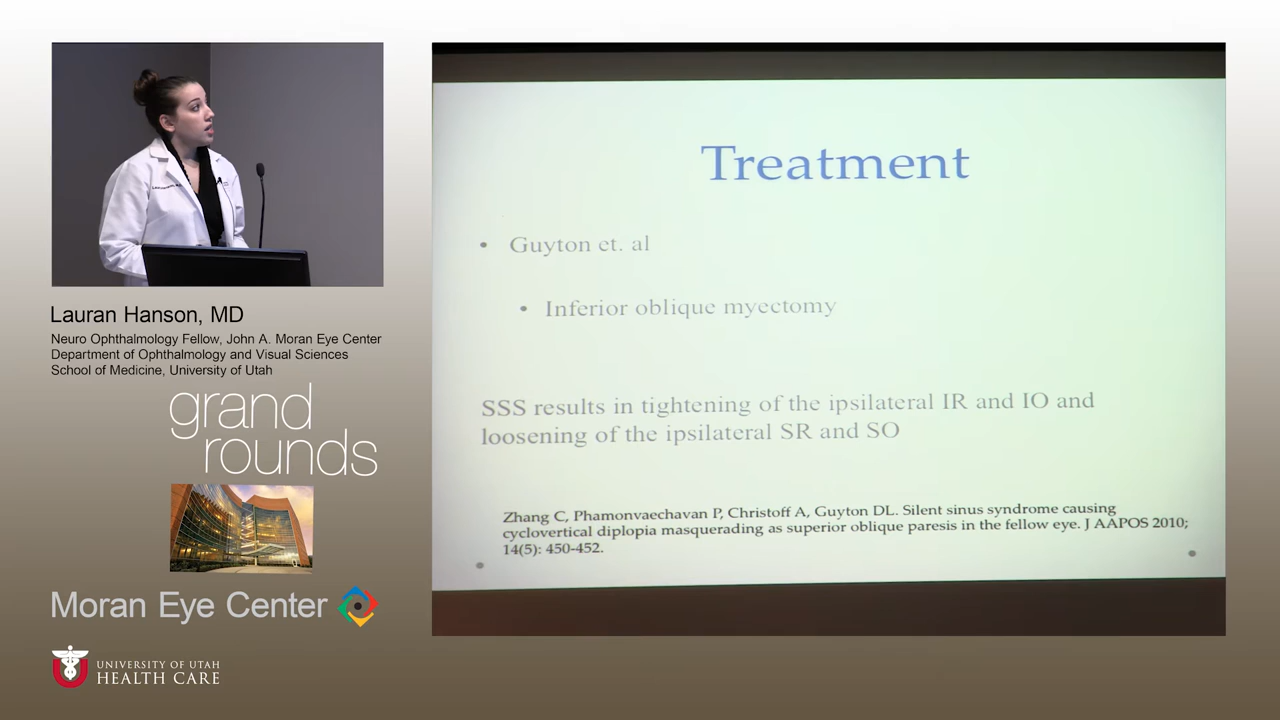 Treatment
• Guyton et. al
• Inferior oblique myectomy
SSS results in tightening of the ipsilateral IR and IO and
loosening of the ipsilateral SR and SO
Zhang C, Phamonvaechavan P, Christoff A, Guyton DL. Silent sinus syndrome causing
cyclovertical diplopia masquerading as superior oblique paresis in the fellow eye. J AAPOS 2010;
14(5): 450-452.
Lauran Hanson, MD
Neuro Ophthalmology Fellow, John A. Moran Eye Center
Department of Ophthalmology and Visual Sciences
School of Medicine, University of Utah
grand
rounds
Moran Eye Center
UNIVERSITY OF UTAH
HEALTH CARE